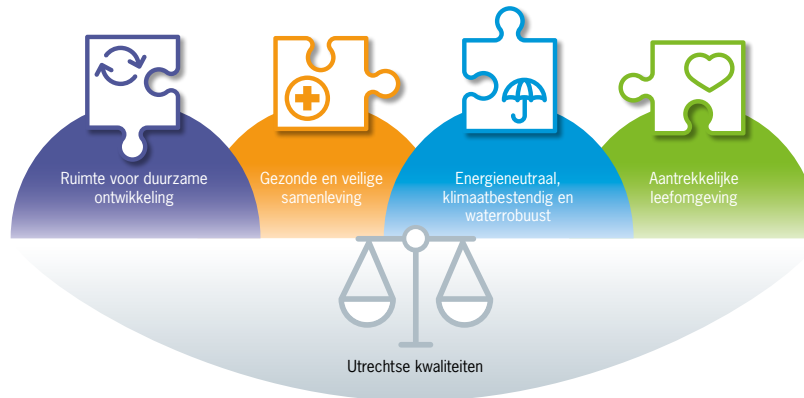 Ruimte voor duurzame
ontwikkeling
Gezonde en veilige
samenleving
Energieneutraal,
klimaatbestendig en
waterrobuust
Aantrekkelijke
leefomgeving
Utrechtse kwaliteiten